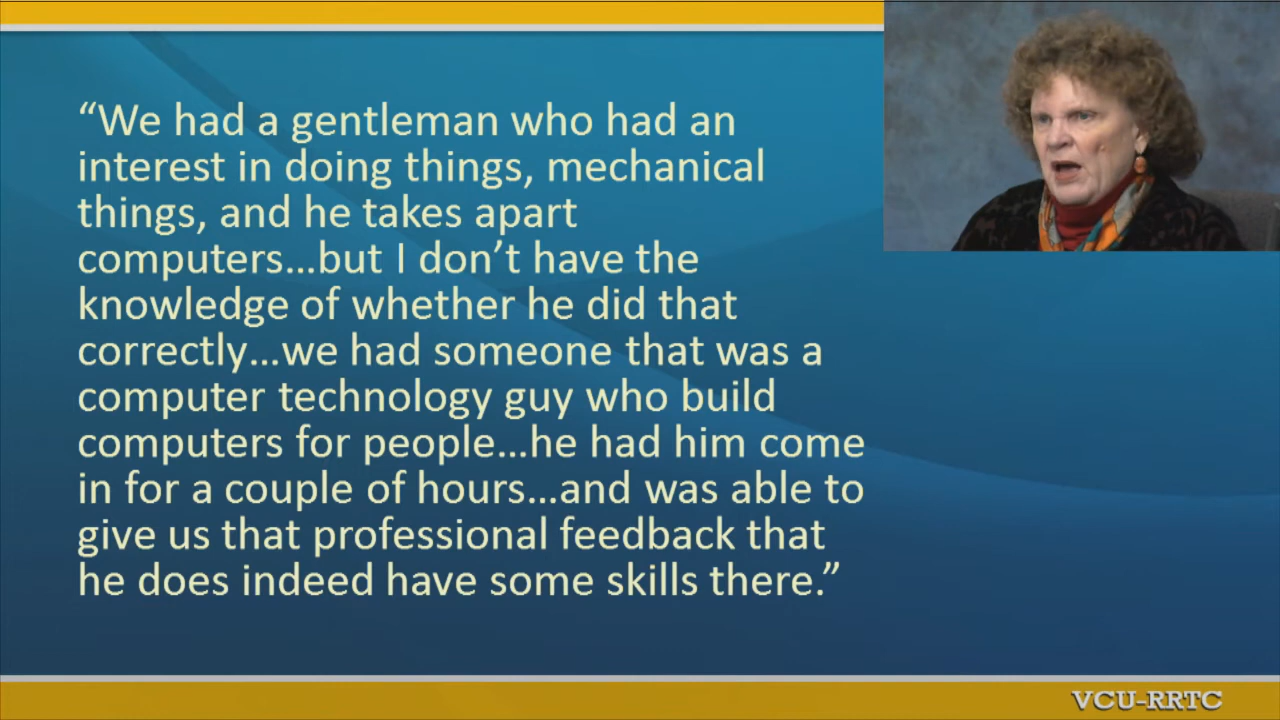 “We had a gentleman who had an
interest in doing things, mechanical
things, and he takes apart
computers…but I don’t have the
knowledge of whether he did that
correctly…we had someone that was a
computer technology guy who build
computers for people…he had him come
in for a couple of hours…and was able to
give us that professional feedback that
he does indeed have some skills there.”
VCU-RRTC